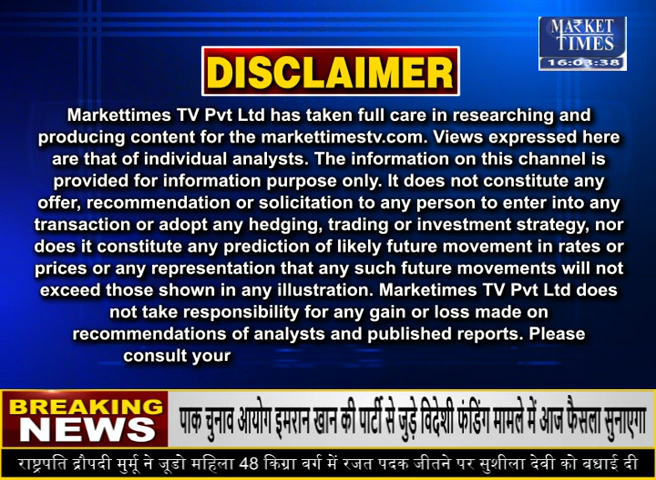 MARKET
TIMES
16:03:38
DISCLAIMER
Markettimes TV Pvt Ltd has taken full care in researching and
producing content for the markettimestv.com. Views expressed here
are that of individual analysts. The information on this channel is
provided for information purpose only. It does not constitute any
offer, recommendation or solicitation to any person to enter into any
transaction or adopt any hedging, trading or investment strategy, nor
does it constitute any prediction of likely future movement in rates or
prices or any representation that any such future movements will not
exceed those shown in any illustration. Marketimes TV Pvt Ltd does
not take responsibility for any gain or loss made on
recommendations of analysts and published reports. Please
consult your
BREAKING
NEWS
पाक चुनाव आयोग इमरान खान की पार्टी से जुड़े विदेशी फंडिंग मामले में आज फैसला सुनाएगा
राष्ट्रपति द्रौपदी मुर्मू ने जूडो महिला 48 किग्रा वर्ग में रजत पदक जीतने पर सुशीला देवी को बधाई दी